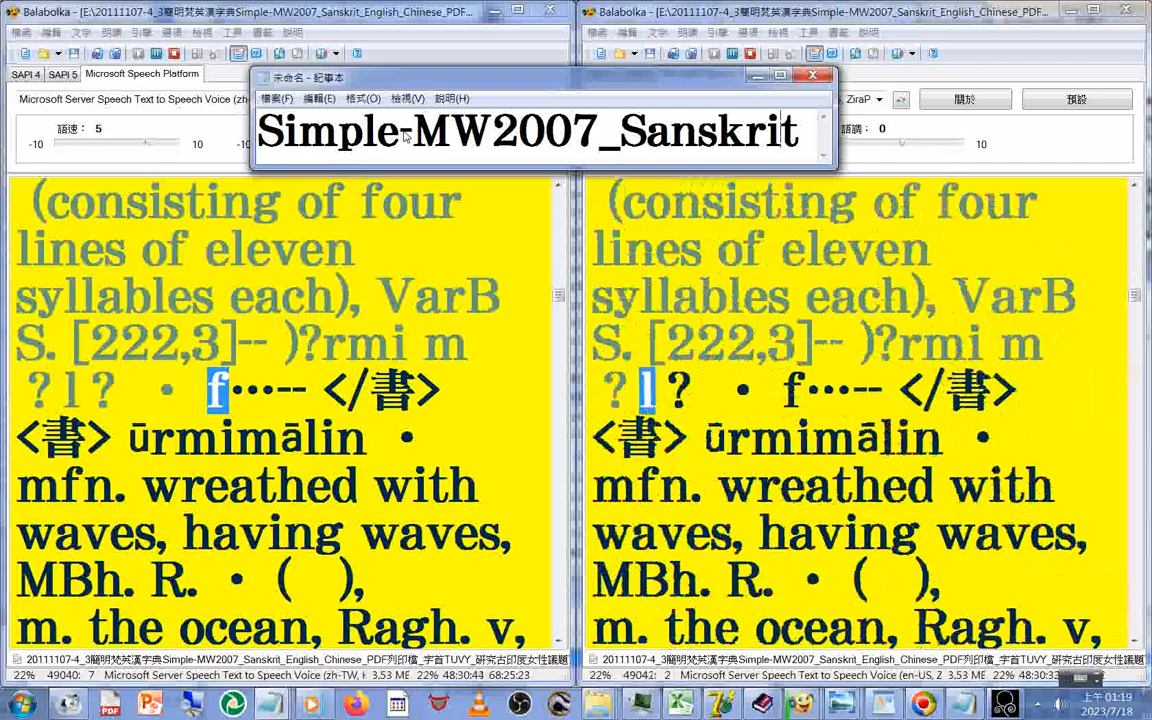 Balabolka - [E:\20111107-4_3簡明梵英漢字典Simple-MW2007_Sanskrit_English_Chinese_PDF...
Balabolka - [E:\20111107-4_3簡明梵英漢字典Simple-MW2007_Sanskrit_English_Chinese_PDF...
SAPI 4 SAPI 5 Microsoft Speech Platform
未命名 - 記事本
檔案(F) 編輯(E) 格式(O) 檢視(V) 說明(H)
Simple-MW2007_Sanskrit
Microsoft Server Speech Text to Speech Voice (zh-
語速: 5
-10 10 -10
, ZiraP 關於 預設
語調: 0
10
(consisting of four
lines of eleven
syllables each), VarB
S. [222,3]-- )?rmi m
? l ? • f…-- </書>
<書> ūrmimālin •
mfn. wreathed with
waves, having waves,
MBh. R. • ( ),
m. the ocean, Ragh. v,
(consisting of four
lines of eleven
syllables each), VarB
S. [222,3]-- )?rmi m
? l ? • f…-- </書>
<書> ūrmimālin •
mfn. wreathed with
waves, having waves,
MBh. R. • ( ),
m. the ocean, Ragh. v,
20111107-4_3簡明梵英漢字典Simple-MW2007_Sanskrit_English_Chinese_PDF列印檔_字首TUVY_研究古印度女性議題
20111107-4_3簡明梵英漢字典Simple-MW2007_Sanskrit_English_Chinese_PDF列印檔_字首TUVY_研究古印度女性議題
22% 49040: 7 Microsoft Server Speech Text to Speech Voice (zh-TW, H 3.53 ME 48:30:44 68:25:23
22% 49042: 2 Microsoft Server Speech Text to Speech Voice (en-US, Z 3.53 ME 48:30:3
上午 01:19
2023/7/18